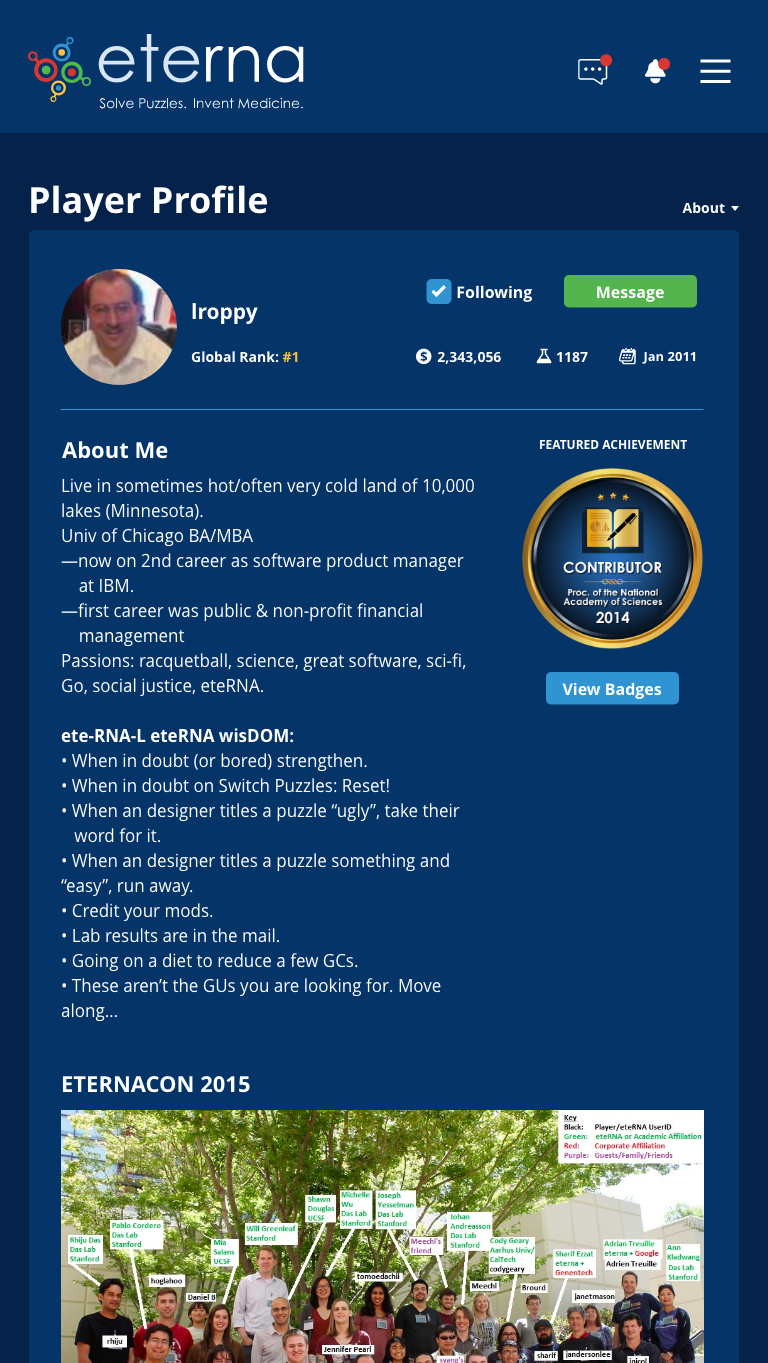 eterna
Solve Puzzles. Invent Medicine.
Player Profile
About
lroppy
Following
Message
Global Rank: #1
2,343,056
1187
Jan 2011
About Me
Live in sometimes hot/often very cold land of 10,000
lakes (Minnesota).
Univ of Chicago BA/MBA
—now on 2nd career as software product manager
at IBM.
—first career was public & non-profit financial
management
Passions: racquetball, science, great software, sci-fi,
Go, social justice, eteRNA.
FEATURED ACHIEVEMENT
CONTRIBUTOR
Proc. of the National
Academy of Sciences
2014
View Badges
ete-RNA-L eteRNA wisDOM:
• When in doubt (or bored) strengthen.
• When in doubt on Switch Puzzles: Reset!
• When an designer titles a puzzle “ugly”, take their
word for it.
• When an designer titles a puzzle something and
“easy”, run away.
• Credit your mods.
• Lab results are in the mail.
• Going on a diet to reduce a few GCs.
• These aren’t the GUs you are looking for. Move
along...
ETERNACON 2015
Key
Black: Player/eteRNA UserID
Green: eteRNA or Academic Affiliation
Red: Corporate Affiliation
Purple: Guests/Family/Friends
Rhiju Das
Das Lab
Stanford
Pablo Cordero
Das Lab
Stanford
hoglahoo
Daniel B
Mia
Selans
UCSF
Will Greenleaf
Stanford
Shawn
Douglas
UCSF
Michelle
Wu
Das Lab
Stanford
Joseph
Yesselman
Das Lab
Stanford
tomoedachii
Meechl's
friend
Johan
Andreasson
Das Lab
Stanford
Meechl
Cody Geary
Aarhus Univ/
CalTech
codygeary
Brourd
Sharif Ezzat
eterna +
Genentech
janetmason
Adrian Treuille
eterna + Google
Adrien Treuille
Ann
Kladwang
Das Lab
Stanford
rhiju
Jennifer Pearl
sharif
jandersonlee